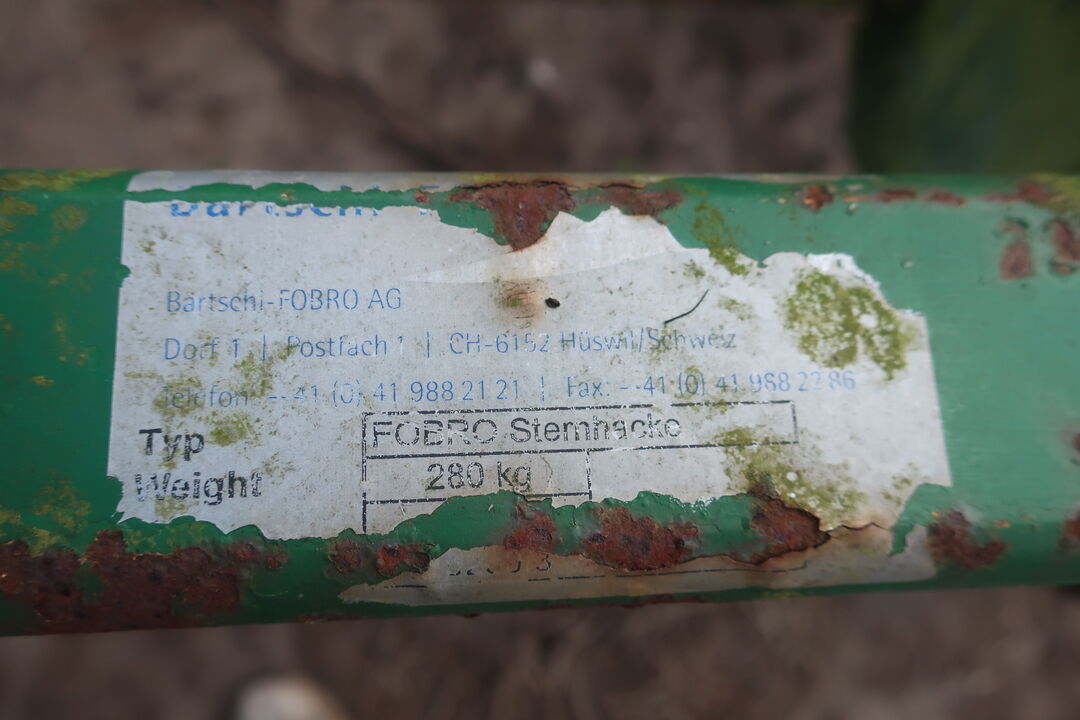 Bärtschi-FOBRO AG
Dorf 1 | Postfach 1 | CH-6152 Hüswil/Schweiz
Telefon +41 (0) 41 988 21 21 | Fax. +41 (0) 41 988 22 86
Typ FOBRO Sternhacke
Weight 280 kg